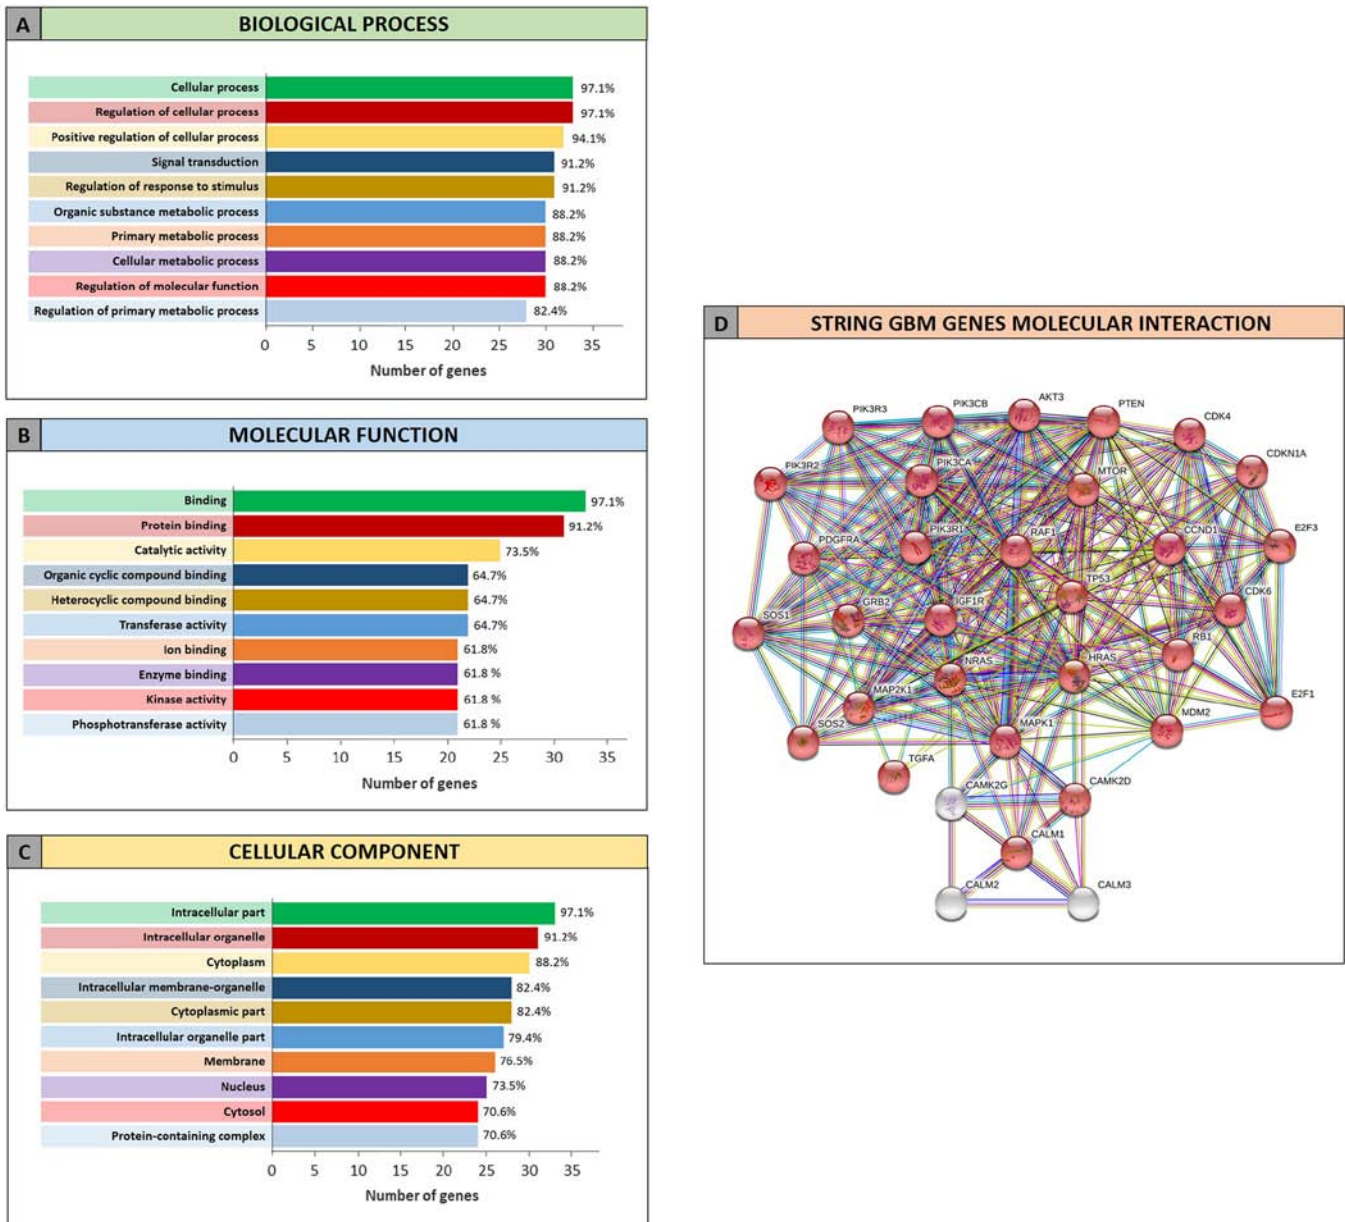 A BIOLOGICAL PROCESS
Cellular process 97.1%
Regulation of cellular process 97.1%
Positive regulation of cellular process 94.1%
Signal transduction 91.2%
Regulation of response to stimulus 91.2%
Organic substance metabolic process 88.2%
Primary metabolic process 88.2%
Cellular metabolic process 88.2%
Regulation of molecular function 88.2%
Regulation of primary metabolic process 82.4%
0 5 10 15 20 25 30 35
Number of genes
B MOLECULAR FUNCTION
Binding 97.1%
Protein binding 91.2%
Catalytic activity 73.5%
Organic cyclic compound binding 64.7%
Heterocyclic compound binding 64.7%
Transferase activity 64.7%
Ion binding 61.8%
Enzyme binding 61.8 %
Kinase activity 61.8 %
Phosphotransferase activity 61.8 %
0 5 10 15 20 25 30 35
Number of genes
C CELLULAR COMPONENT
Intracellular part 97.1%
Intracellular organelle 91.2%
Cytoplasm 88.2%
Intracellular membrane-organelle 82.4%
Cytoplasmic part 82.4%
Intracellular organelle part 79.4%
Membrane 76.5%
Nucleus 73.5%
Cytosol 70.6%
Protein-containing complex 70.6%
0 5 10 15 20 25 30 35
Number of genes
D STRING GBM GENES MOLECULAR INTERACTION
PIK3R3 PIK3CB AKT3 PTEN CDK4
CDKN1A
PIK3R2 PIK3CA MTOR
PDGFRA PIK3R1 RAF1 CCND1 E2F3
TP53
SOS1 GRB2 IGF1R CDK6
RB1
NRAS HRAS
MAP2K1 E2F1
SOS2 MAPK1 MDM2
TGFA
CAMK2G CAMK2D
CALM1
CALM2 CALM3